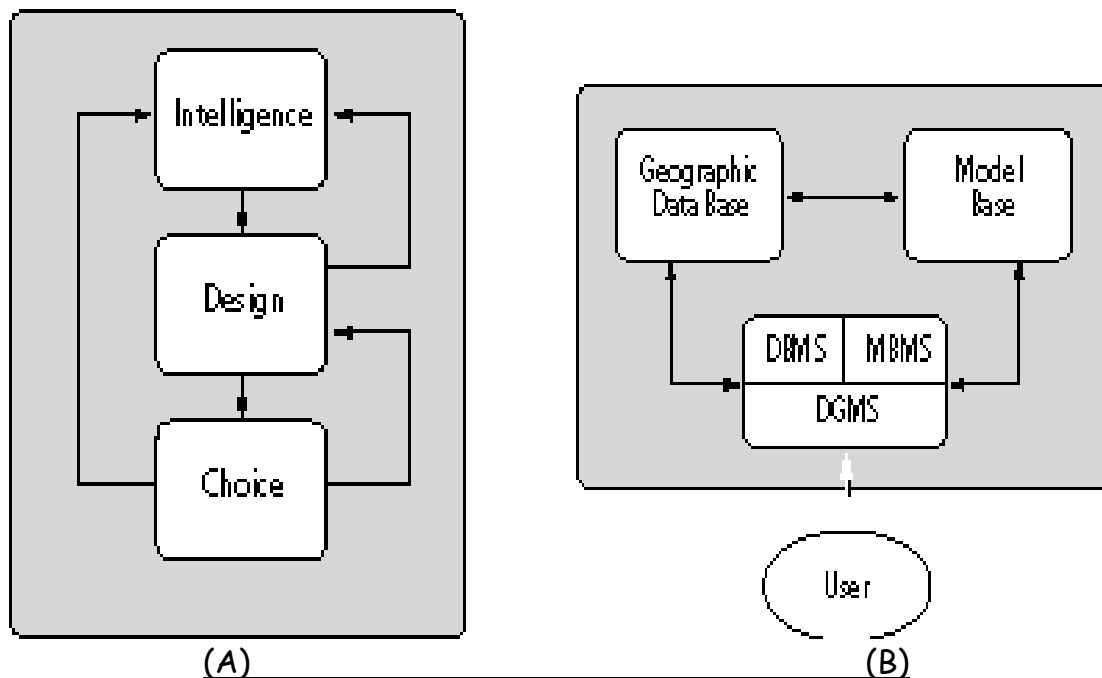 Intelligence
Design
Choice
(A)
Geographic
Data Base
Model
Base
DBMS
MBMS
DGMS
User
(B)